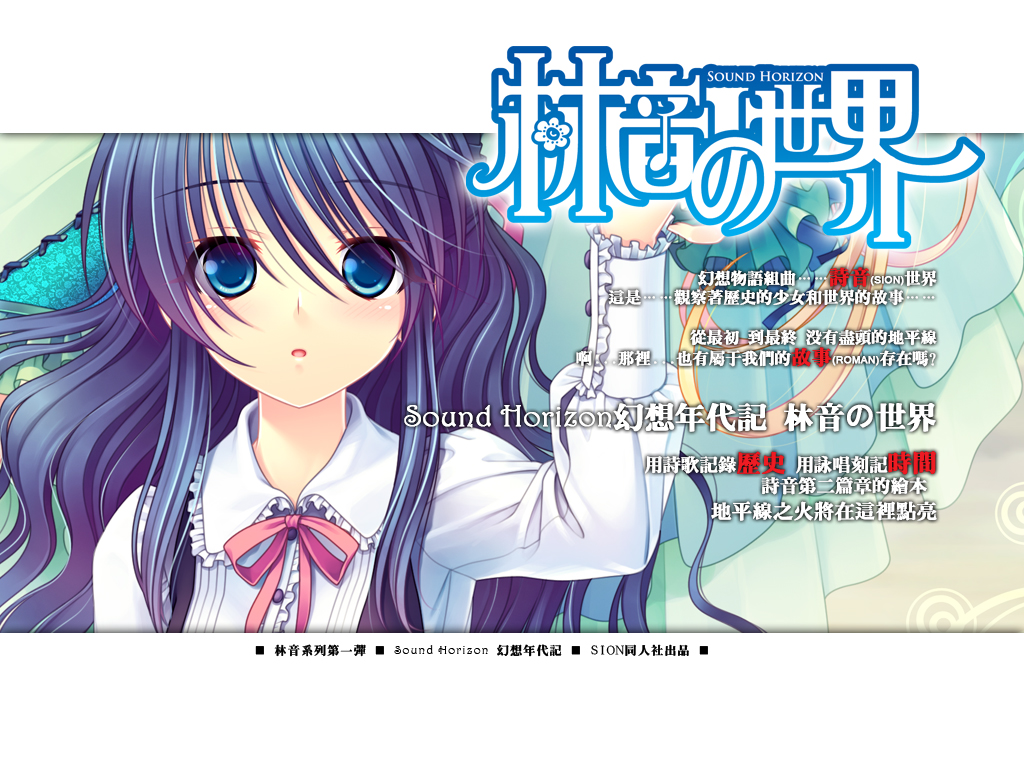 林音の世界
SOUND HORIZON
幻想物語組曲……詩音(SION)世界
這是……觀察著歷史的少女和世界的故事……
從最初 到最終 没有盡頭的地平線
啊!...那裡...也有屬于我們的故事(ROMAN)存在嗎?
Sound Horizon幻想年代記 林音の世界
用詩歌記錄歷史 用詠唱刻記時間
詩音第二篇章的繪本
地平線之火將在這裡點亮
■ 林音系列第一彈 ■ Sound Horizon 幻想年代記 ■ SION同人社出品 ■